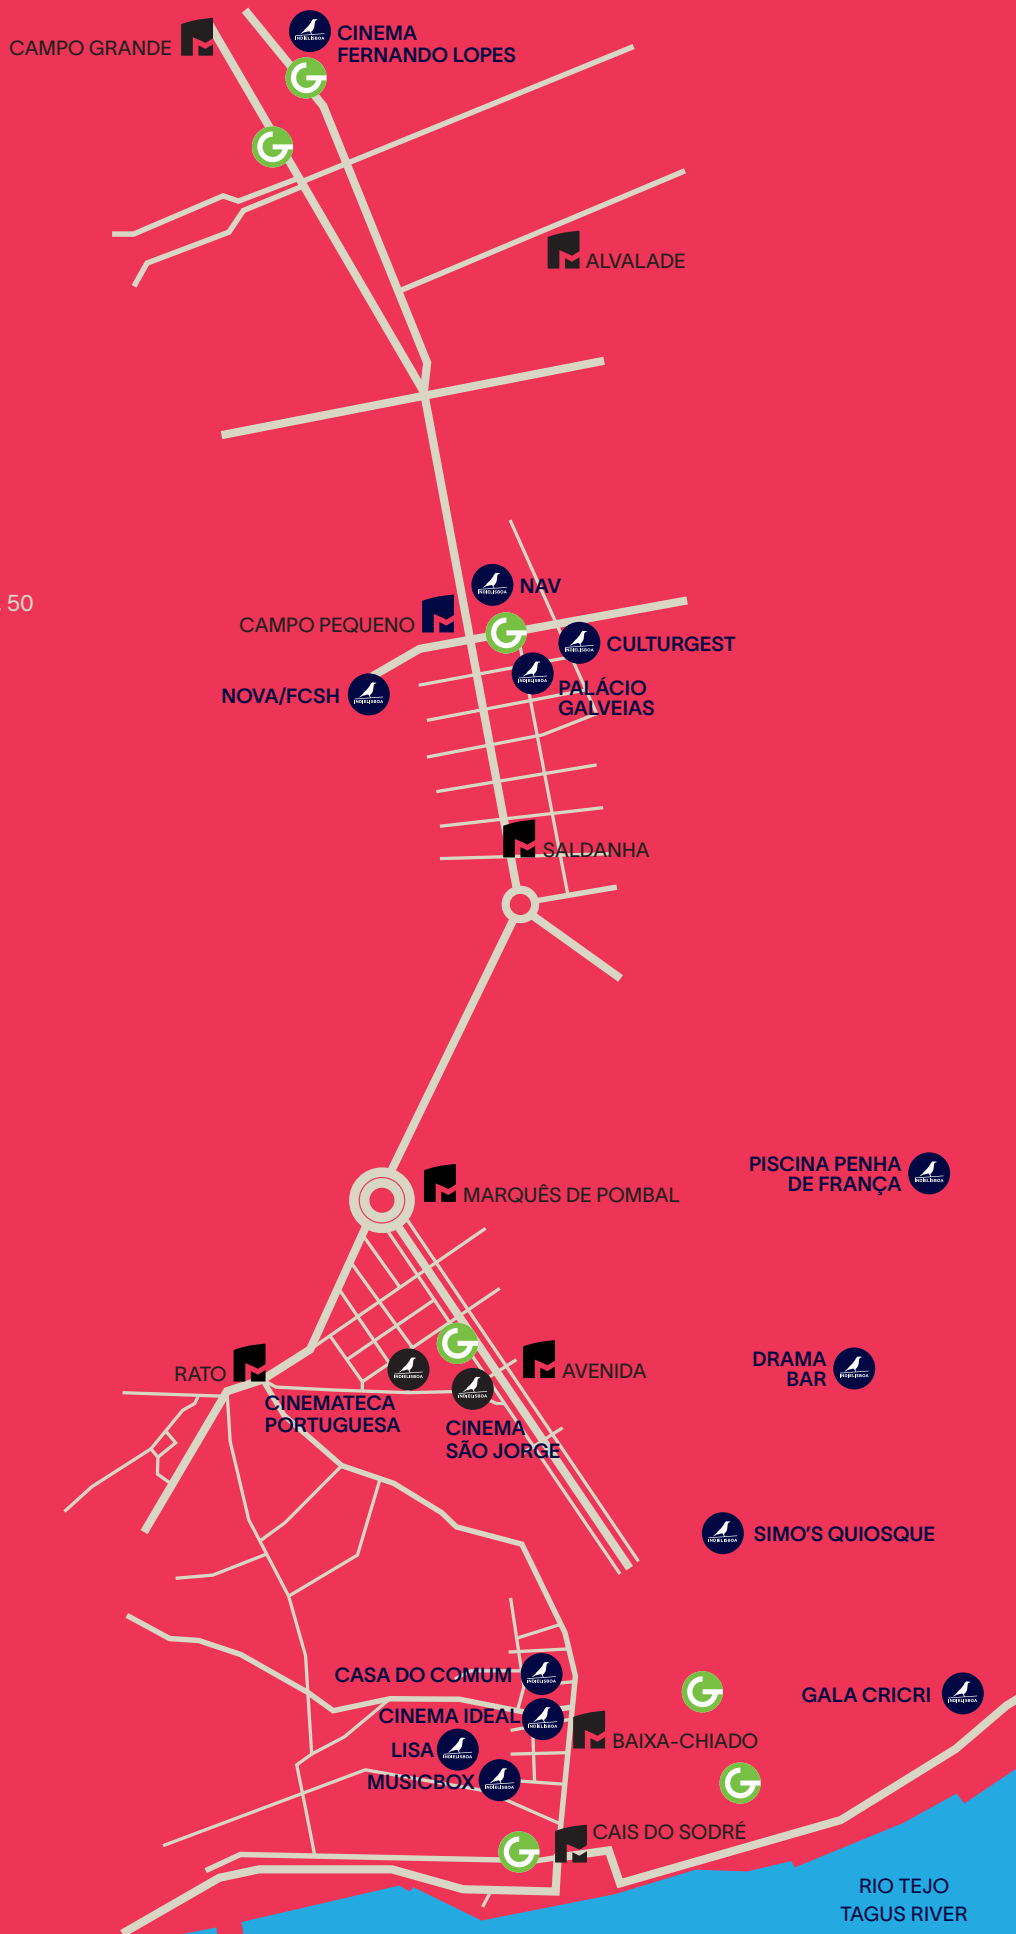 CAMPO GRANDE
CINEMA
FERNANDO LOPES
ALVALADE
50
NAV
CAMPO PEQUENO
CULTURGEST
NOVA/FCSH
PALÁCIO
GALVEIAS
SALDANHA
PISCINA PENHA
DE FRANÇA
MARQUÊS DE POMBAL
DRAMA
BAR
RATO
AVENIDA
CINEMATECA
PORTUGUESA
CINEMA
SÃO JORGE
SIMO'S QUIOSQUE
CASA DO COMUM
GALA CRICRI
CINEMA IDEAL
BAIXA-CHIADO
LISA
MUSICBOX
CAIS DO SODRÉ
RIO TEJO
TAGUS RIVER